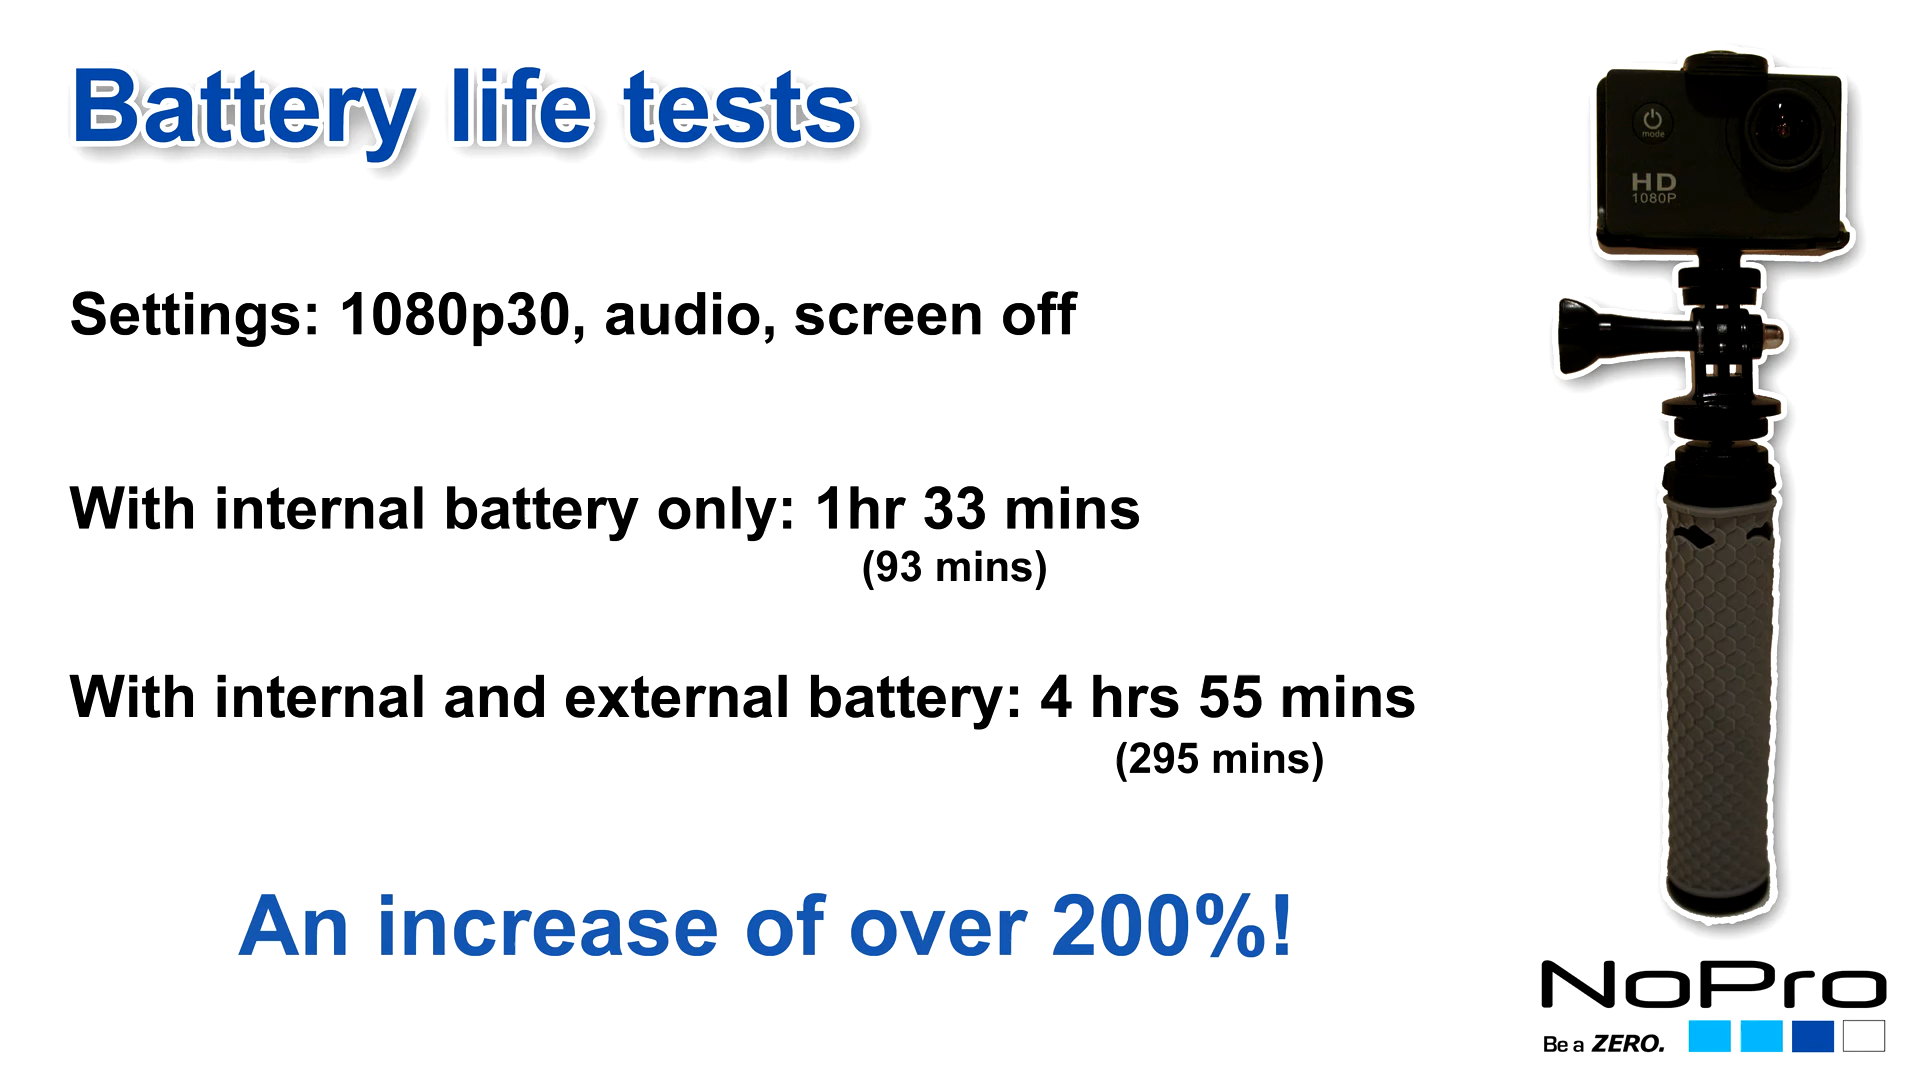 Battery life tests
Settings: 1080p30, audio, screen off
With internal battery only: 1hr 33 mins
(93 mins)
With internal and external battery: 4 hrs 55 mins
(295 mins)
An increase of over 200%!
mode
HD
1080P
NoPro
Be a ZERO.